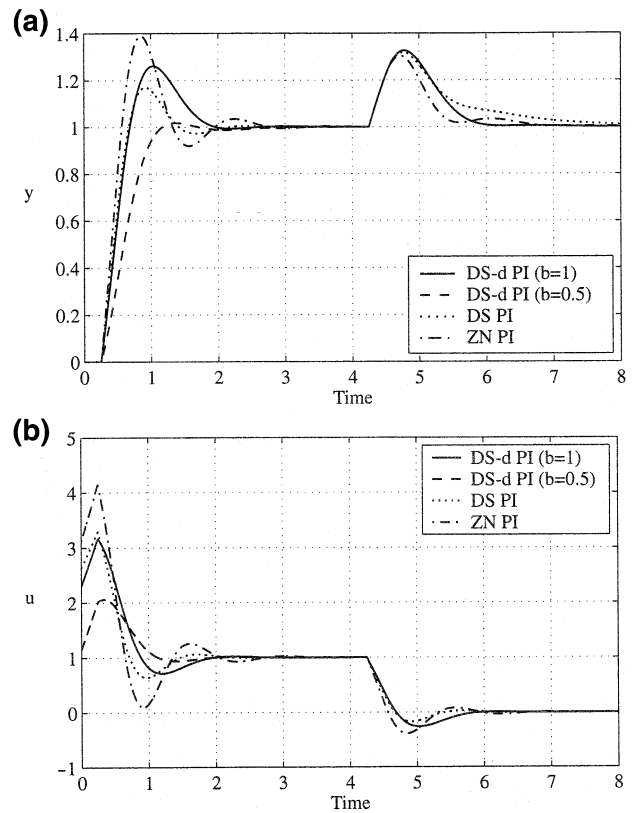 (a)
1.4
1.2
1
0.8
0.6
0.4
0.2
0
y
DS-d PI (b=1)
DS-d PI (b=0.5)
DS PI
ZN PI
0 1 2 3 4 5 6 7 8
Time
(b)
5
4
3
2
1
0
−1
u
DS-d PI (b=1)
DS-d PI (b=0.5)
DS PI
ZN PI
0 1 2 3 4 5 6 7 8
Time